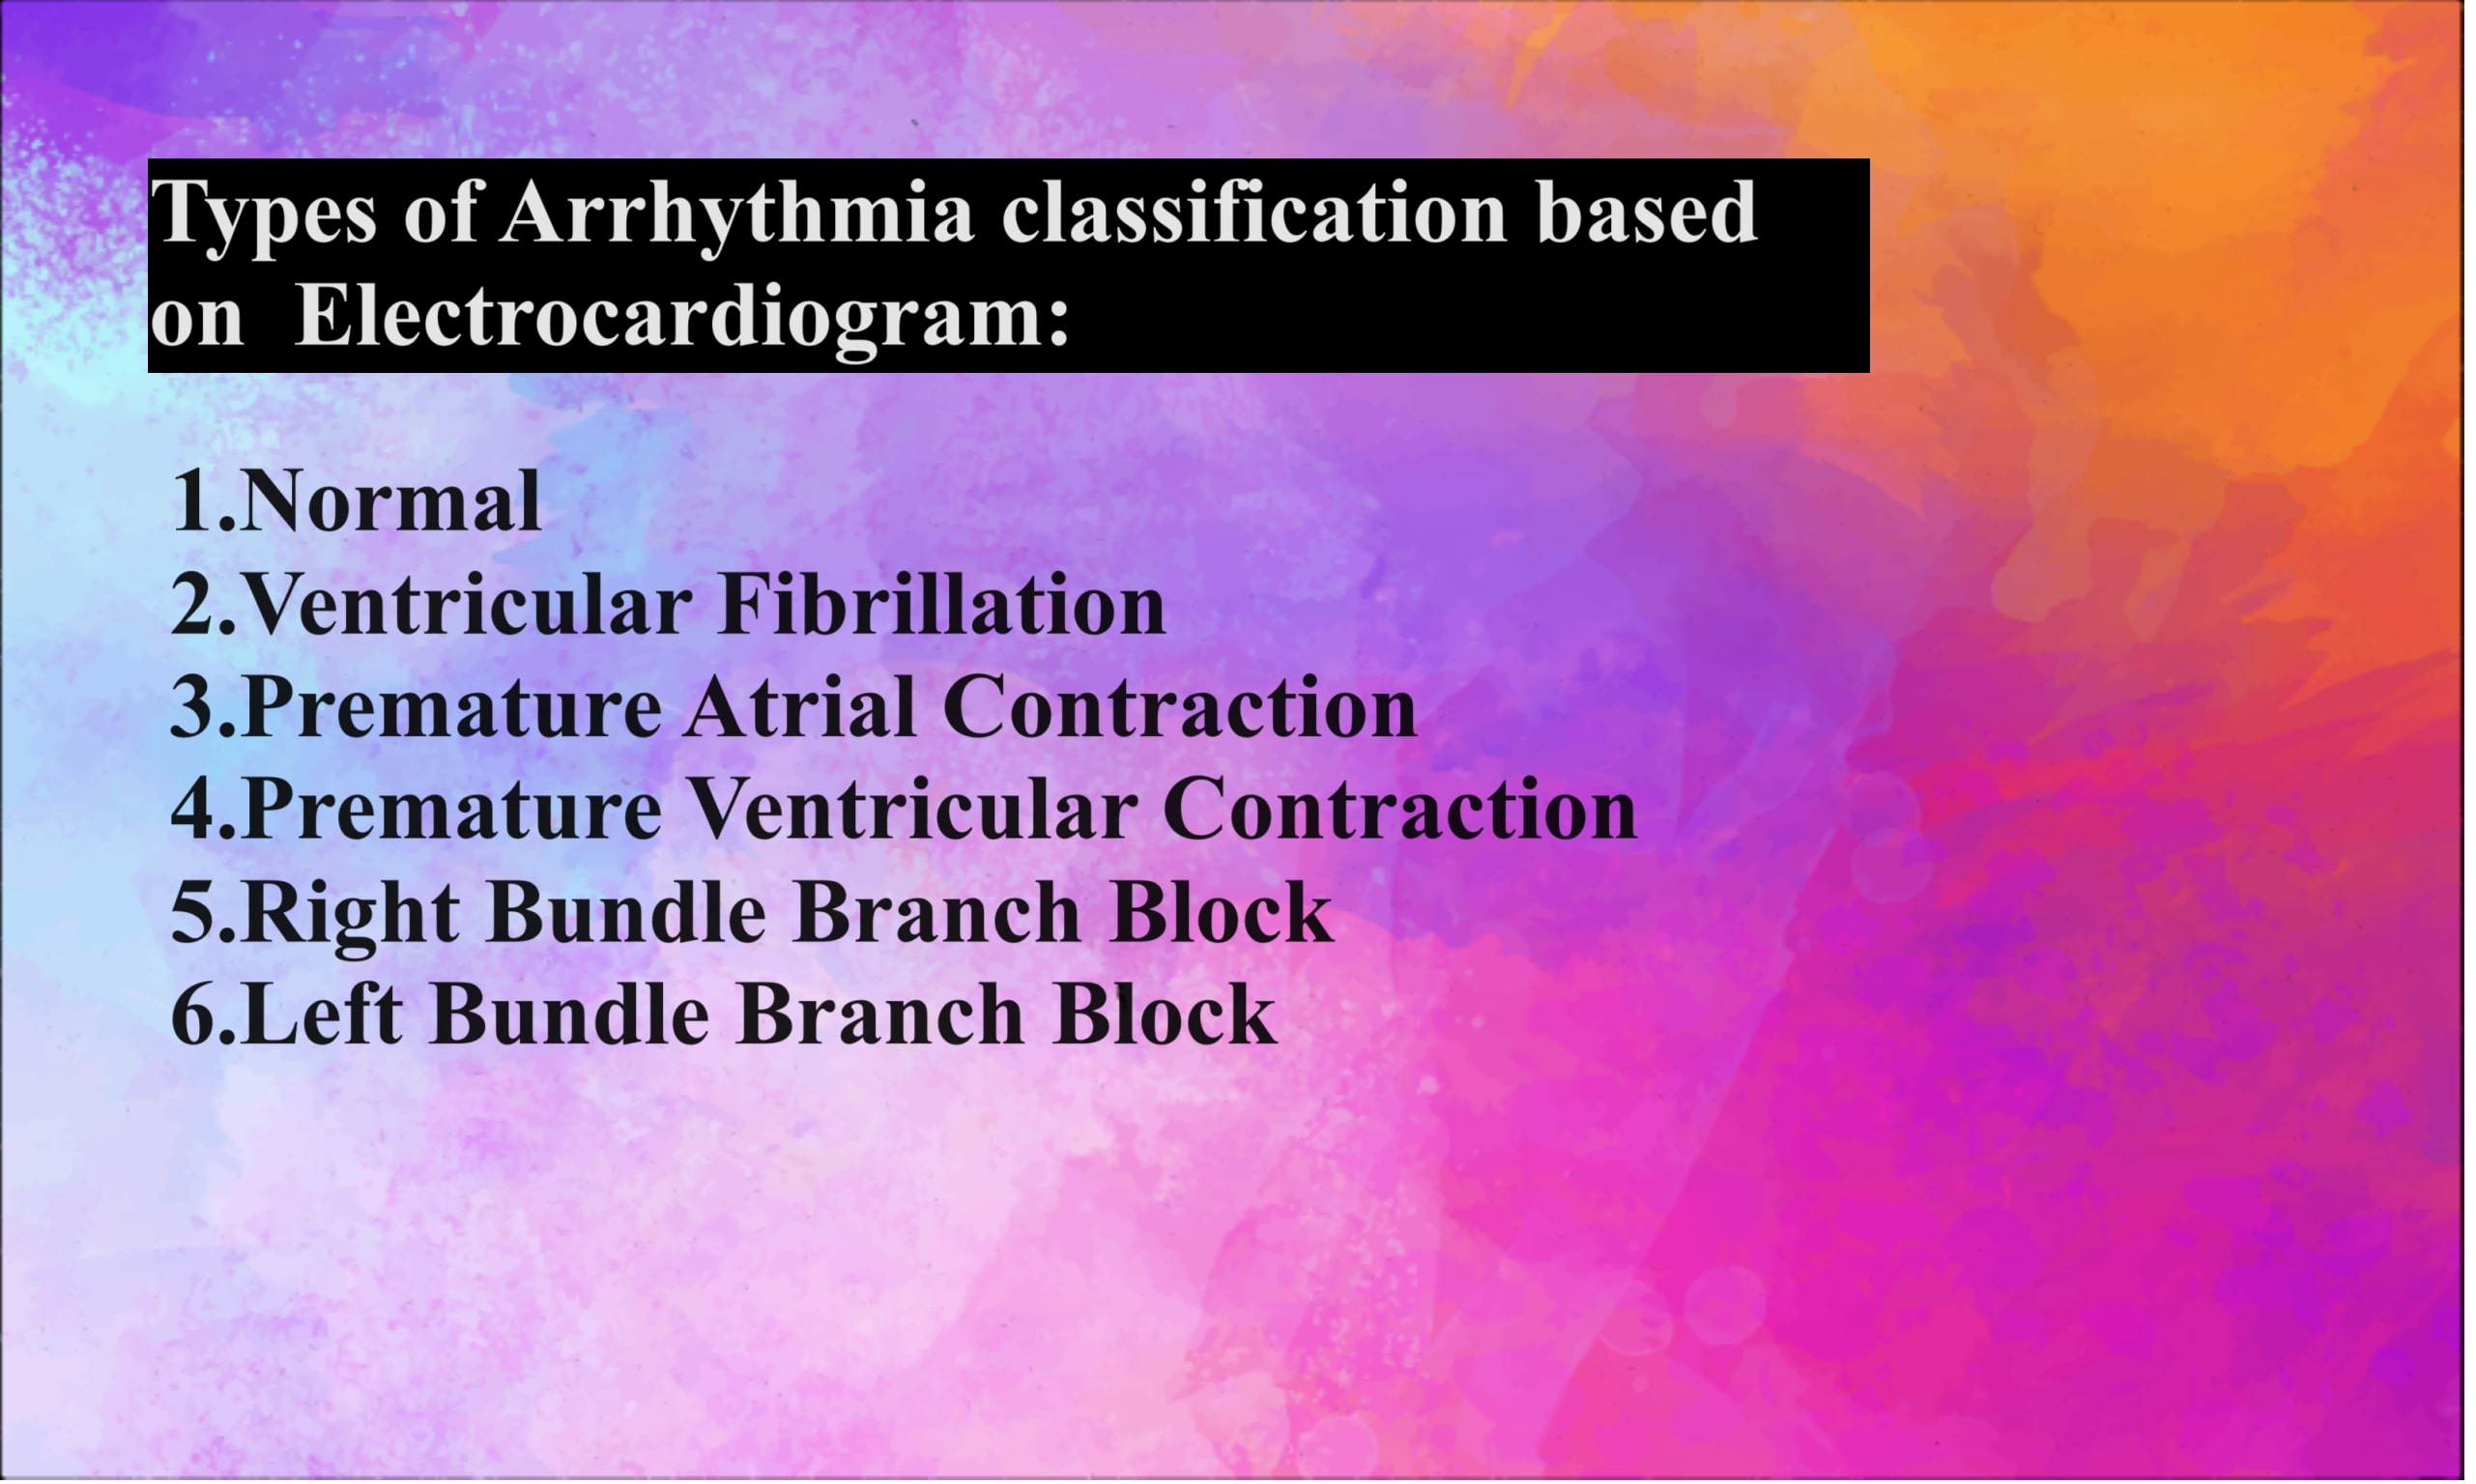 Types of Arrhythmia classification based
on  Electrocardiogram:
1.Normal
2.Ventricular Fibrillation
3.Premature Atrial Contraction
4.Premature Ventricular Contraction
5.Right Bundle Branch Block
6.Left Bundle Branch Block